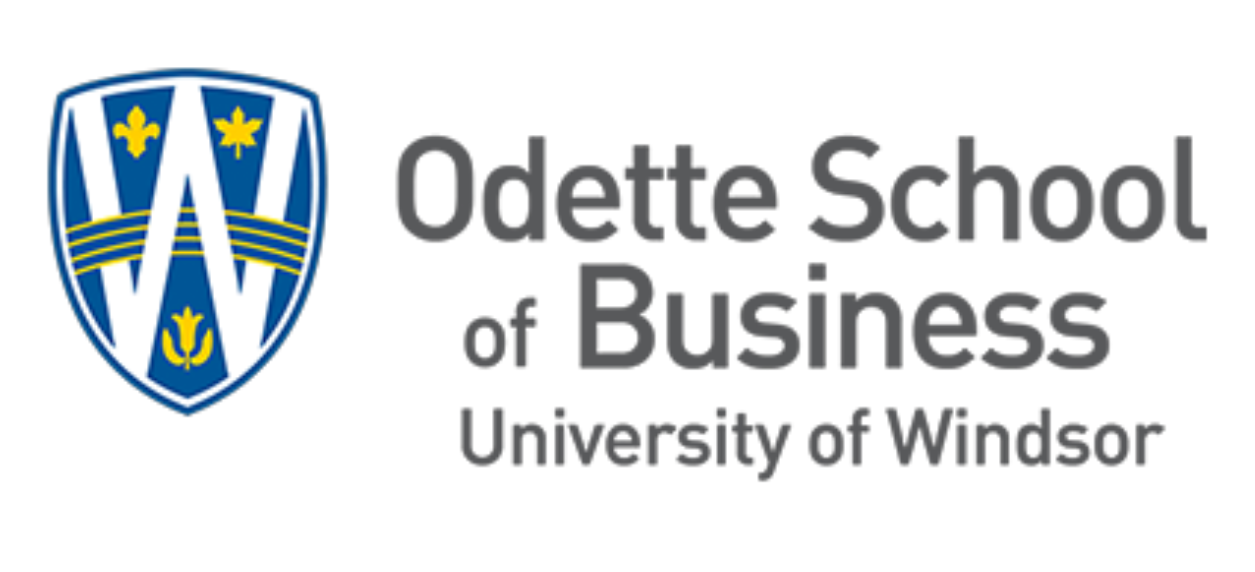 Odette School
of Business
University of Windsor